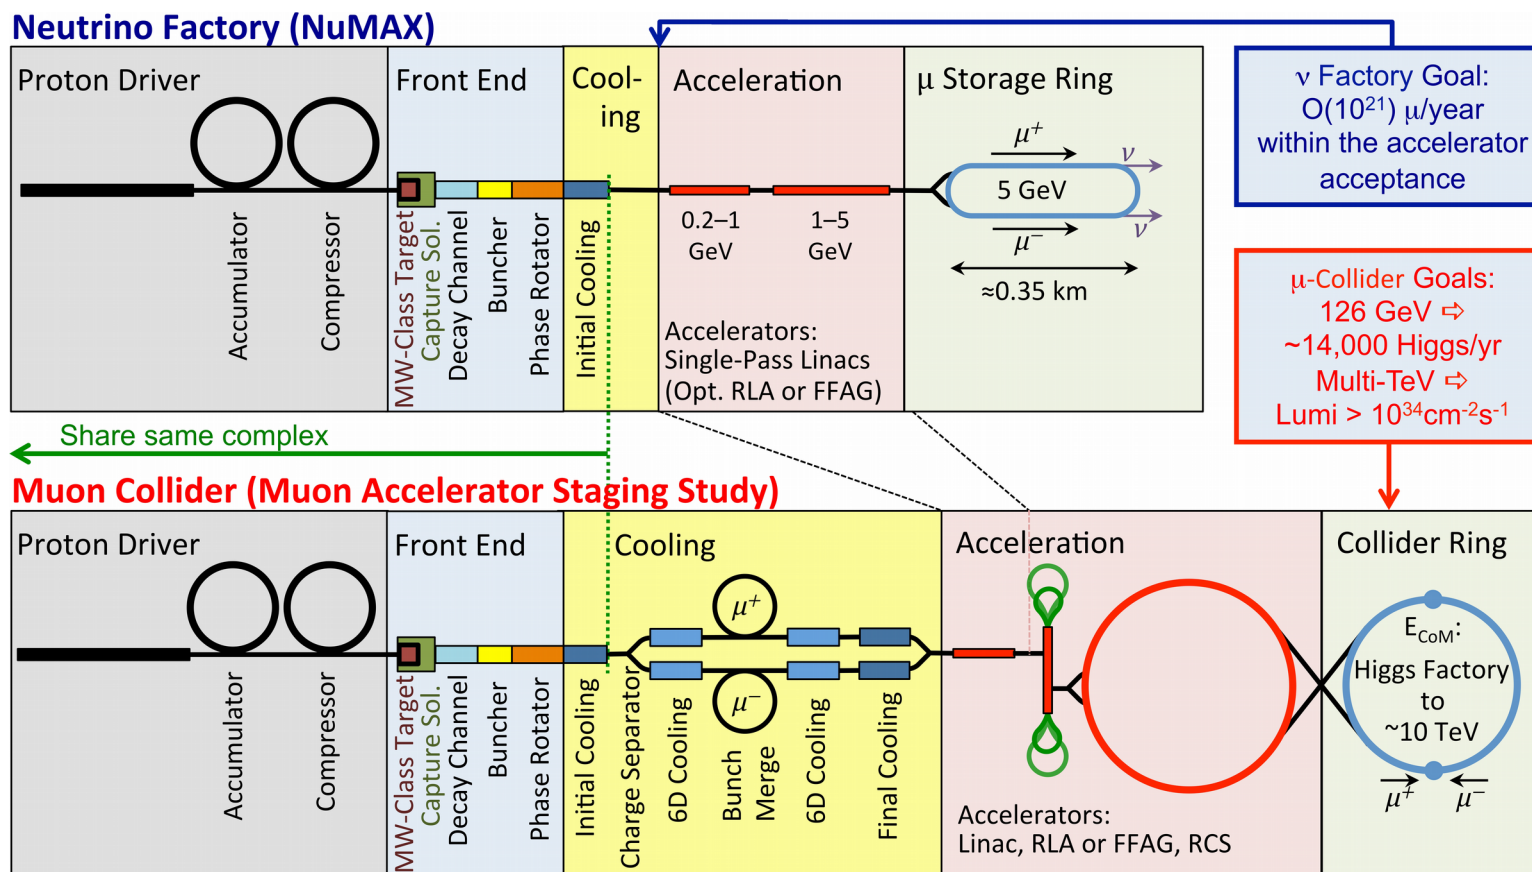 Neutrino Factory (NuMAX)
Proton Driver
Front End
Cool-
ing
Acceleration
μ Storage Ring
Accumulator
Compressor
MW-Class Target
Capture Sol.
Decay Channel
Buncher
Phase Rotator
Initial Cooling
0.2–1
GeV
1–5
GeV
Accelerators:
Single-Pass Linacs
(Opt. RLA or FFAG)
μ+
ν
5 GeV
ν
μ−
≈0.35 km
ν Factory Goal:
O(10²¹) μ/year
within the accelerator
acceptance
μ-Collider Goals:
126 GeV ⇨
~14,000 Higgs/yr
Multi-TeV ⇨
Lumi > 10³⁴cm⁻²s⁻¹
Share same complex
Muon Collider (Muon Accelerator Staging Study)
Proton Driver
Front End
Cooling
Acceleration
Collider Ring
Accumulator
Compressor
MW-Class Target
Capture Sol.
Decay Channel
Buncher
Phase Rotator
Initial Cooling
Charge Separator
6D Cooling
μ+
μ−
Bunch
Merge
6D Cooling
Final Cooling
Accelerators:
Linac, RLA or FFAG, RCS
E_CoM:
Higgs Factory
to
~10 TeV
μ+ μ−